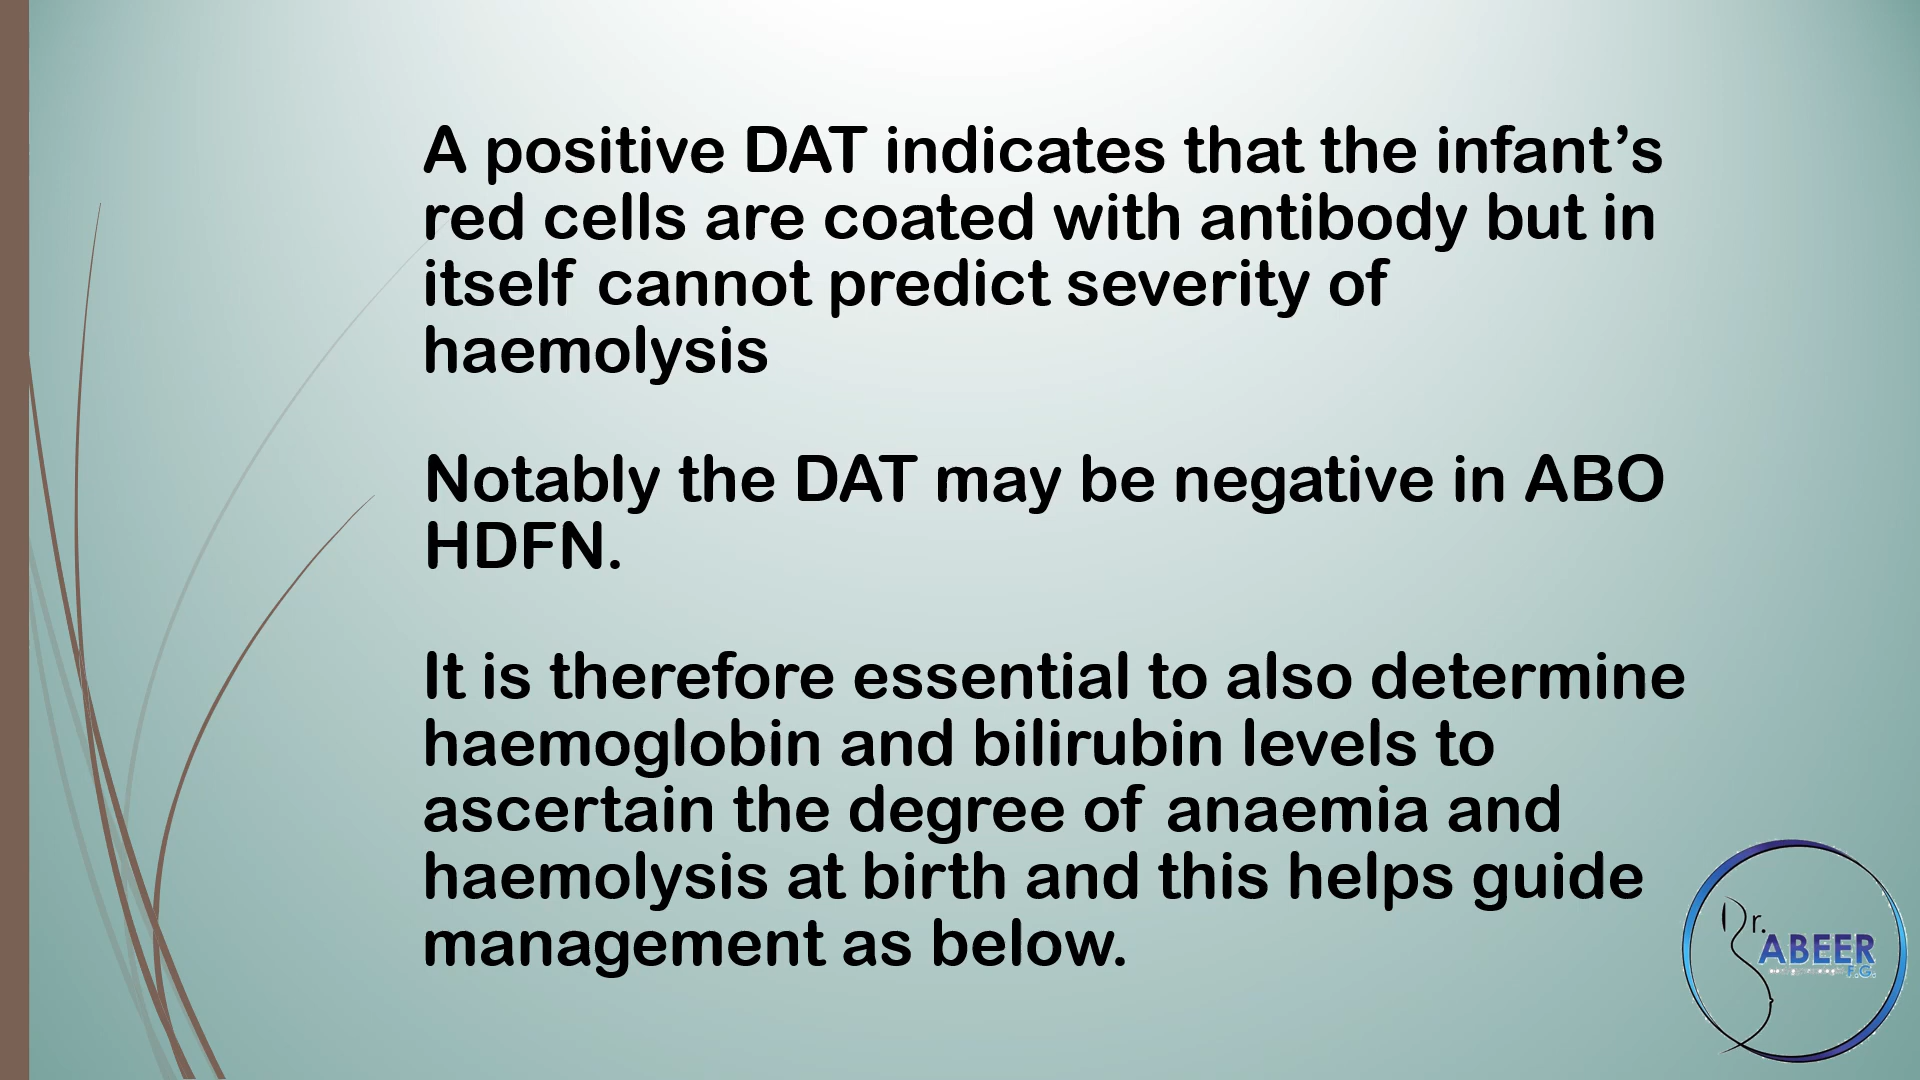 A positive DAT indicates that the infant’s
red cells are coated with antibody but in
itself cannot predict severity of
haemolysis
Notably the DAT may be negative in ABO
HDFN.
It is therefore essential to also determine
haemoglobin and bilirubin levels to
ascertain the degree of anaemia and
haemolysis at birth and this helps guide
management as below.
Dr.
ABEER
F.G.